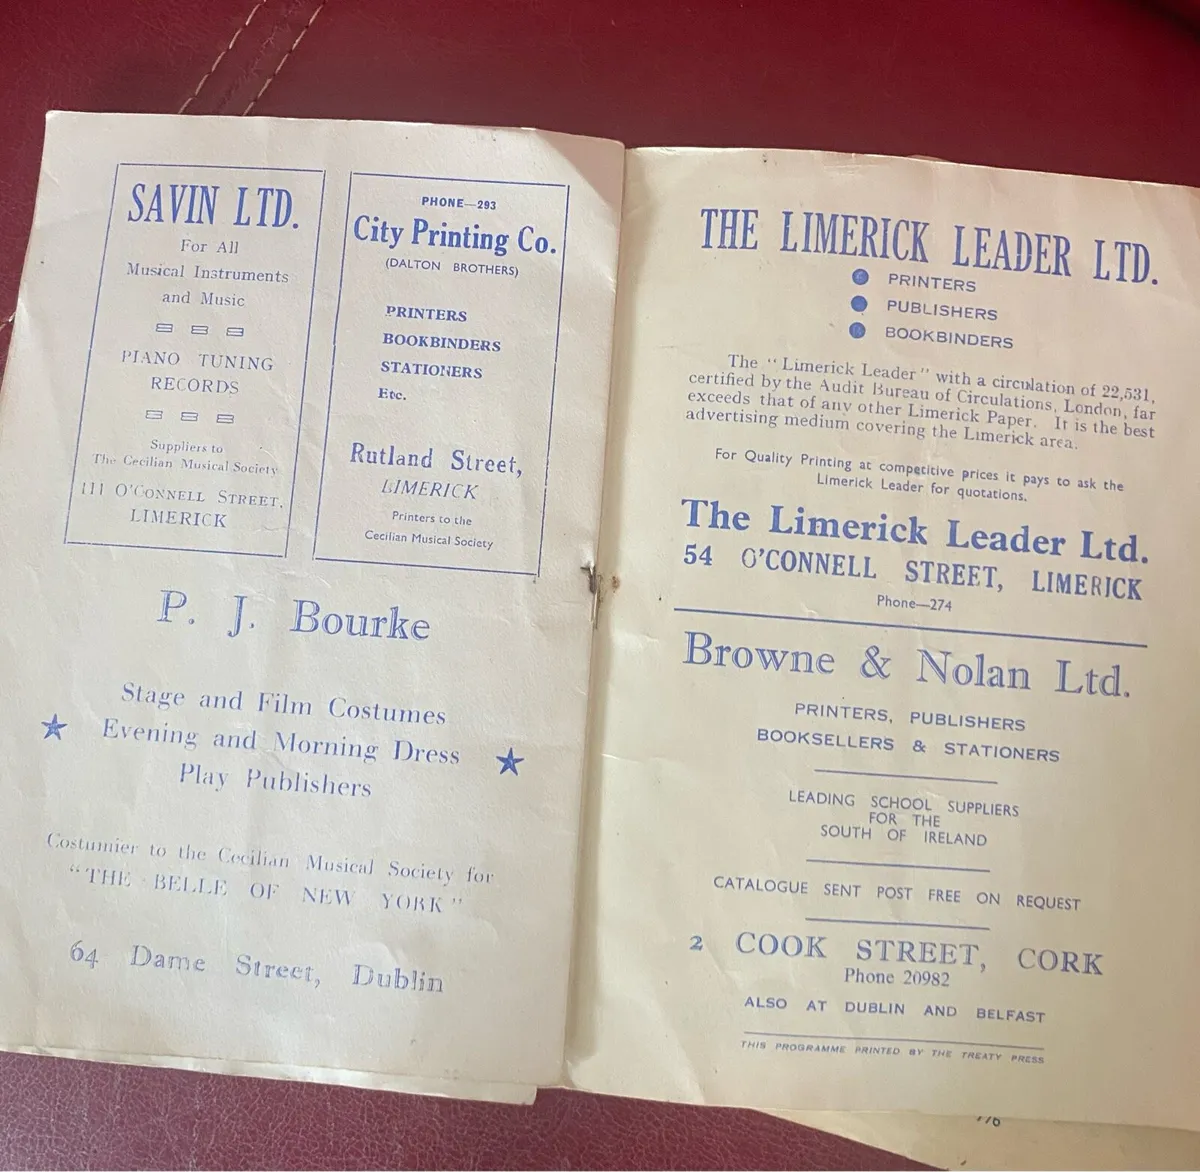 SAVIN LTD.
For All
Musical Instruments
and Music
PIANO TUNING
RECORDS
Suppliers to
The Cecilian Musical Society
111 O'CONNELL STREET,
LIMERICK
PHONE—293
City Printing Co.
(DALTON BROTHERS)
PRINTERS
BOOKBINDERS
STATIONERS
Etc.
Rutland Street,
LIMERICK
Printers to the
Cecilian Musical Society
P. J. Bourke
Stage and Film Costumes
Evening and Morning Dress
Play Publishers
Costumier to the Cecilian Musical Society for
"THE BELLE OF NEW YORK"
64 Dame Street, Dublin
THE LIMERICK LEADER LTD.
PRINTERS
PUBLISHERS
BOOKBINDERS
The "Limerick Leader" with a circulation of 22,531,
certified by the Audit Bureau of Circulations, London, far
exceeds that of any other Limerick Paper. It is the best
advertising medium covering the Limerick area.
For Quality Printing at competitive prices it pays to ask the
Limerick Leader for quotations.
The Limerick Leader Ltd.
54 O'CONNELL STREET, LIMERICK
Phone—274
Browne & Nolan Ltd.
PRINTERS, PUBLISHERS
BOOKSELLERS & STATIONERS
LEADING SCHOOL SUPPLIERS
FOR THE
SOUTH OF IRELAND
CATALOGUE SENT POST FREE ON REQUEST
2 COOK STREET, CORK
Phone 20982
ALSO AT DUBLIN AND BELFAST
THIS PROGRAMME PRINTED BY THE TREATY PRESS